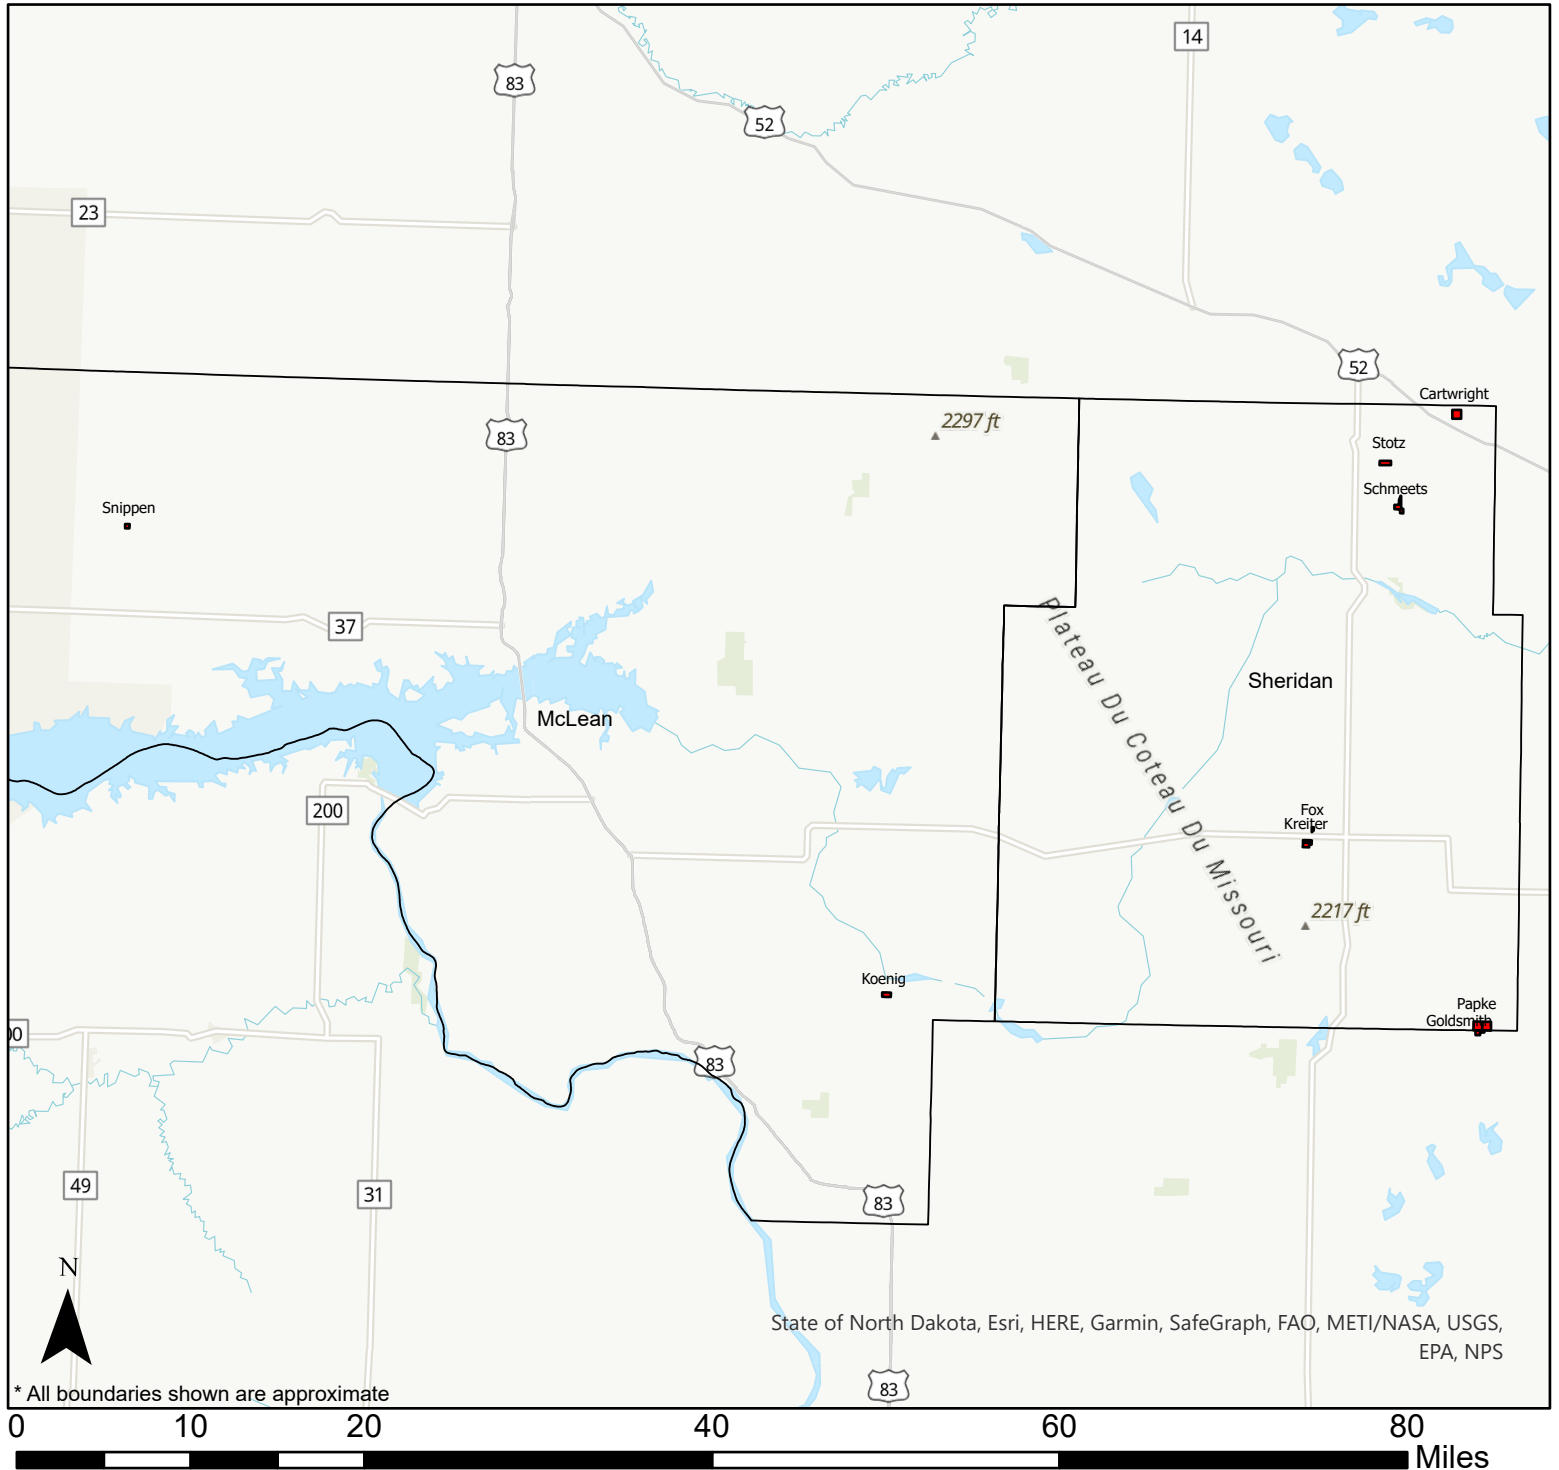 14
83
52
23
52
Cartwright
2297 ft
83
Stotz
Schmeets
Snippen
37
Plateau Du Coteau Du Missouri
Sheridan
McLean
200
Fox
Kreiter
2217 ft
Koenig
Papke
Goldsmith
00
83
49
31
83
N
State of North Dakota, Esri, HERE, Garmin, SafeGraph, FAO, METI/NASA, USGS,
EPA, NPS
83
* All boundaries shown are approximate
0 10 20 40 60 80
Miles